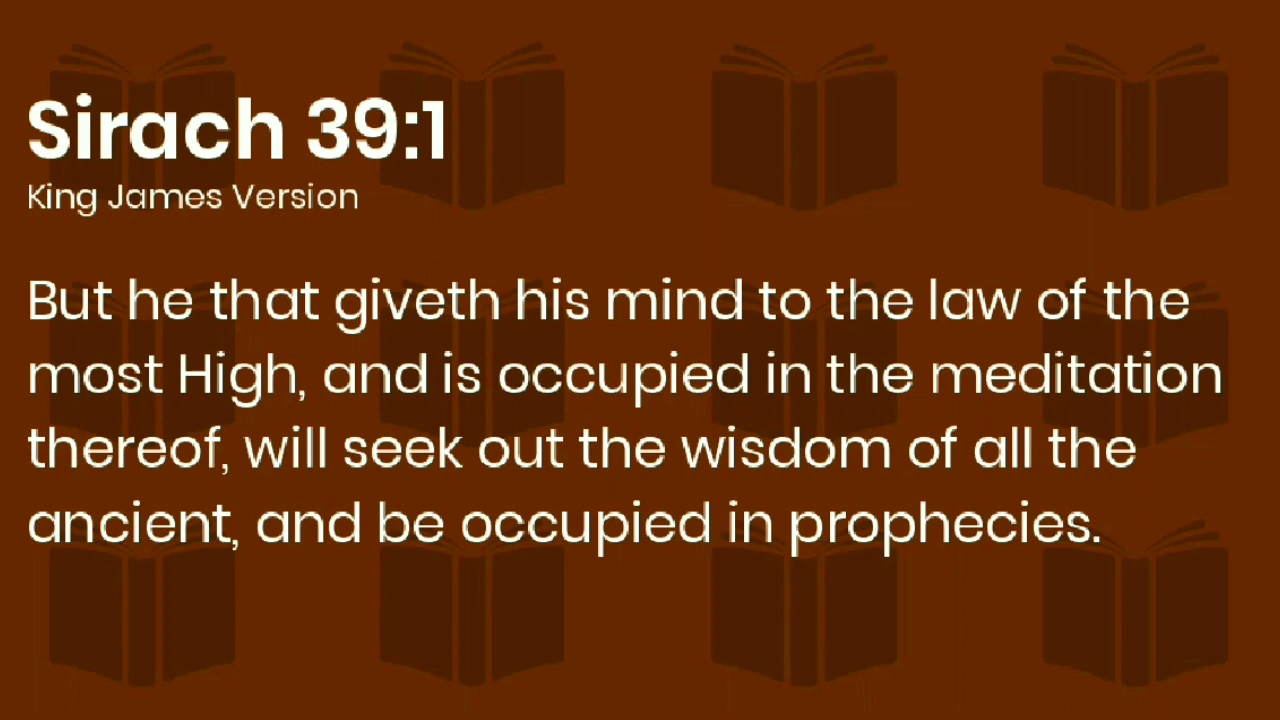 Sirach 39:1
King James Version
But he that giveth his mind to the law of the
most High, and is occupied in the meditation
thereof, will seek out the wisdom of all the
ancient, and be occupied in prophecies.